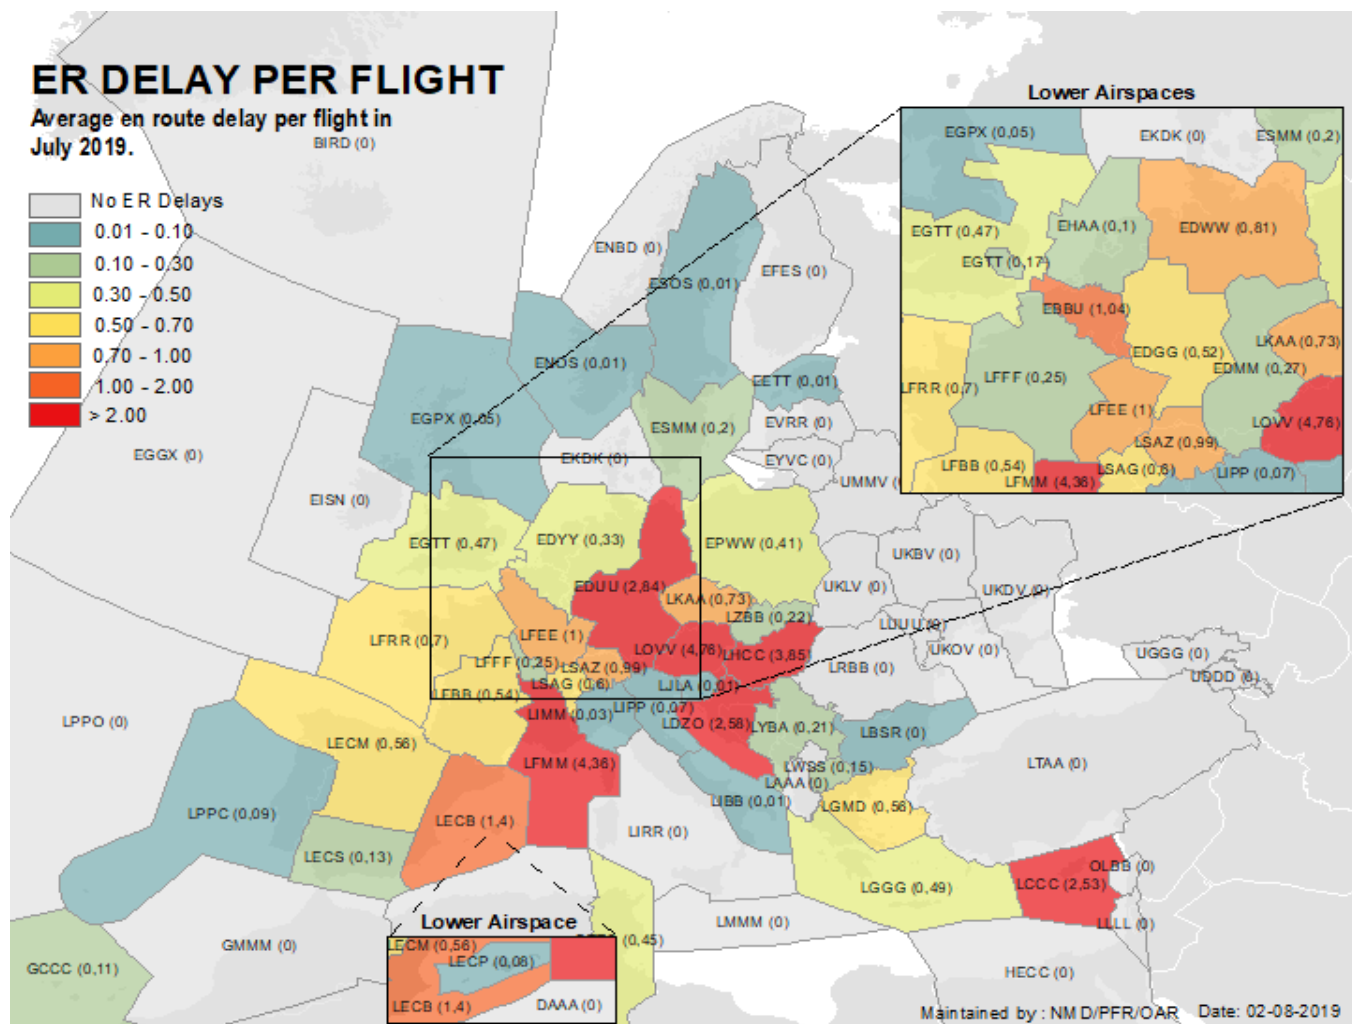 ER DELAY PER FLIGHT
Average en route delay per flight in
July 2019.
No ER Delays
0.01 - 0.10
0.10 - 0.30
0.30 - 0.50
0.50 - 0.70
0.70 - 1.00
1.00 - 2.00
> 2.00
BIRD (0)
ENBD (0)
ESOS (0,01)
EFES (0)
ENOS (0,01)
EETT (0,01)
EGPX (0,05)
ESMM (0,2)
EVRR (0)
EGGX (0)
EKDK (0)
EYVC (0)
UMMV
EISN (0)
EGTT (0,47)
EDYY (0,33)
EPWW (0,41)
UKBV (0)
UKLV (0)
UKDV (0)
EDUU (2,84)
LKAA (0,73)
LZBB (0,22)
LUUU (0)
LFRR (0,7)
LFEE (1)
LOVV (4,76)
LHCC (3,85)
UKOV (0)
UGGG (0)
LFFF (0,25)
LSAZ (0,99)
LRBB (0)
UDDD (0)
LFBB (0,54)
LSAG (0,6)
LJLA (0,01)
LPPO (0)
LIMM (0,03)
LIPP (0,07)
LDZO (2,58)
LYBA (0,21)
LBSR (0)
LECM (0,56)
LFMM (4,36)
LWSS (0,15)
LTAA (0)
LAAA (0)
LPPC (0,09)
LECB (1,4)
LIBB (0,01)
LGMD (0,56)
LIRR (0)
LECS (0,13)
OLBB (0)
LGGG (0,49)
LCCC (2,53)
LMMM (0)
LLLL (0)
GMMM (0)
(0,45)
GCCC (0,11)
HECC (0)
Lower Airspaces
EGPX (0,05)
EKDK (0)
ESMM (0,2)
EGTT (0,47)
EHAA (0,1)
EDWW (0,81)
EGTT (0,17)
EBBU (1,04)
LKAA (0,73)
EDGG (0,52)
EDMM (0,27)
LFFF (0,25)
LFRR (0,7)
LFEE (1)
LOVV (4,76)
LSAZ (0,99)
LFBB (0,54)
LSAG (0,6)
LIPP (0,07)
LFMM (4,36)
Lower Airspace
LECM (0,56)
LECP (0,08)
LECB (1,4)
DAAA (0)
Maintained by : NMD/PFR/OAR Date: 02-08-2019